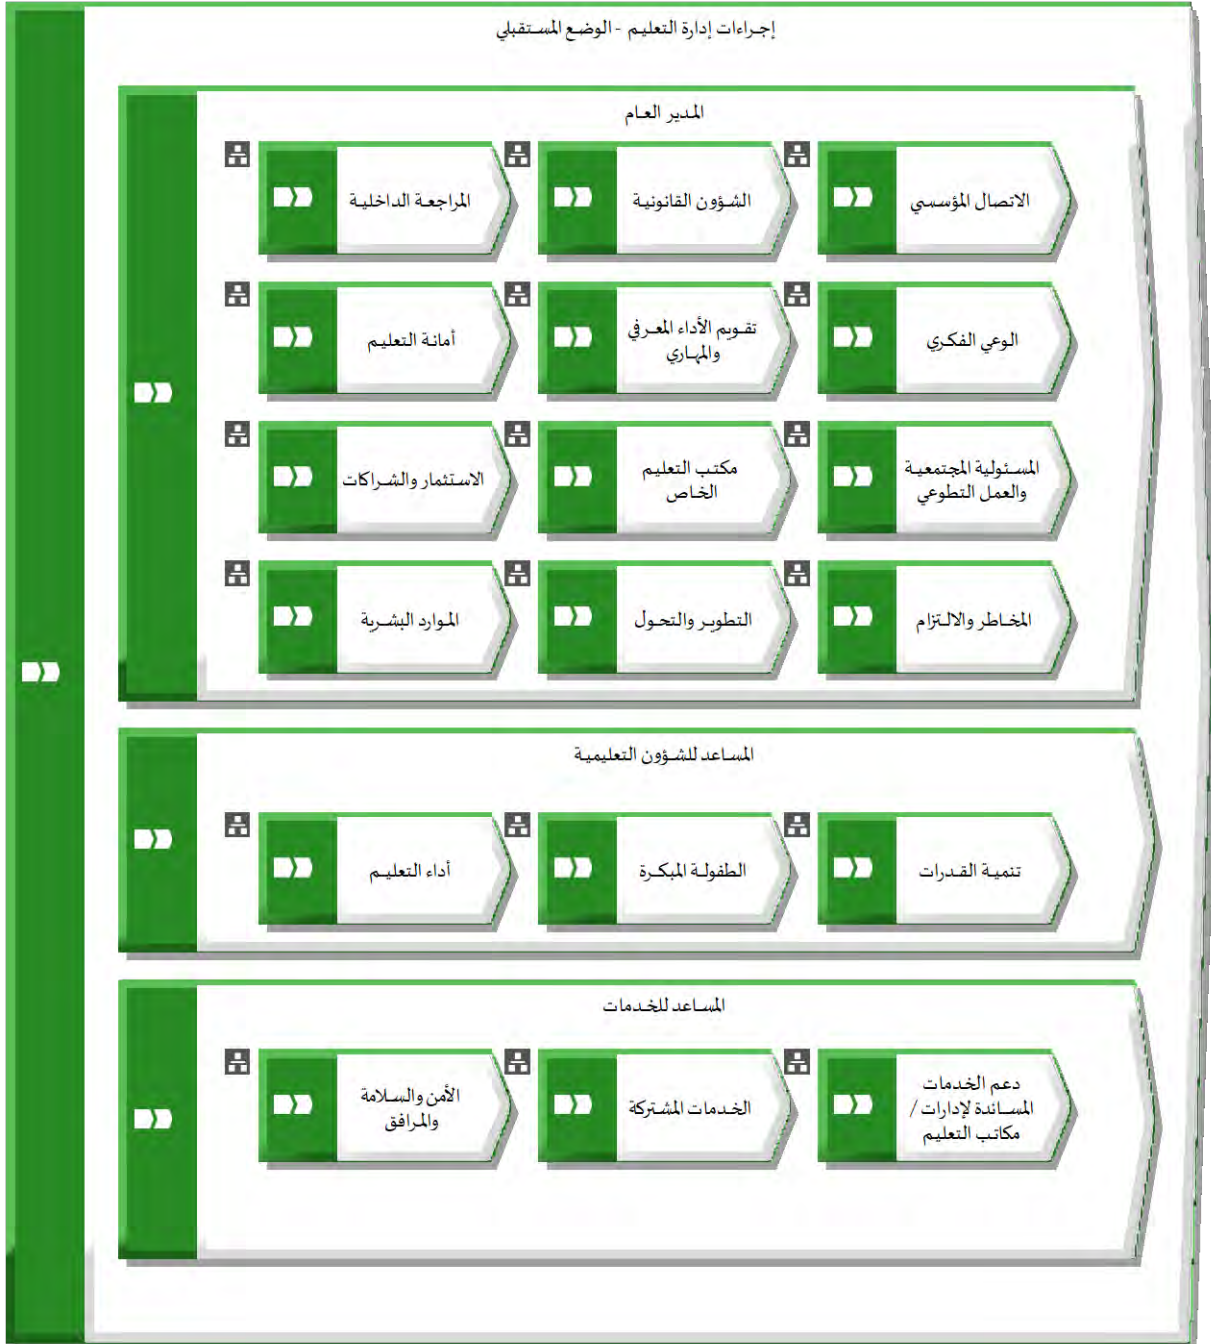 إجراءات إدارة التعليم - الوضع المستقبلي
المدير العام
الاتصال المؤسسي
الشؤون القانونية
المراجعة الداخلية
الوعي الفكري
تقويم الأداء المعرفي
والمهاري
أمانة التعليم
المسئولية المجتمعية
والعمل التطوعي
مكتب التعليم
الخاص
الاستثمار والشراكات
المخاطر والالتزام
التطوير والتحول
الموارد البشرية
المساعد للشؤون التعليمية
تنمية القدرات
الطفولة المبكرة
أداء التعليم
المساعد للخدمات
دعم الخدمات
المساندة لإدارات /
مكاتب التعليم
الخدمات المشتركة
الأمن والسلامة
والمرافق